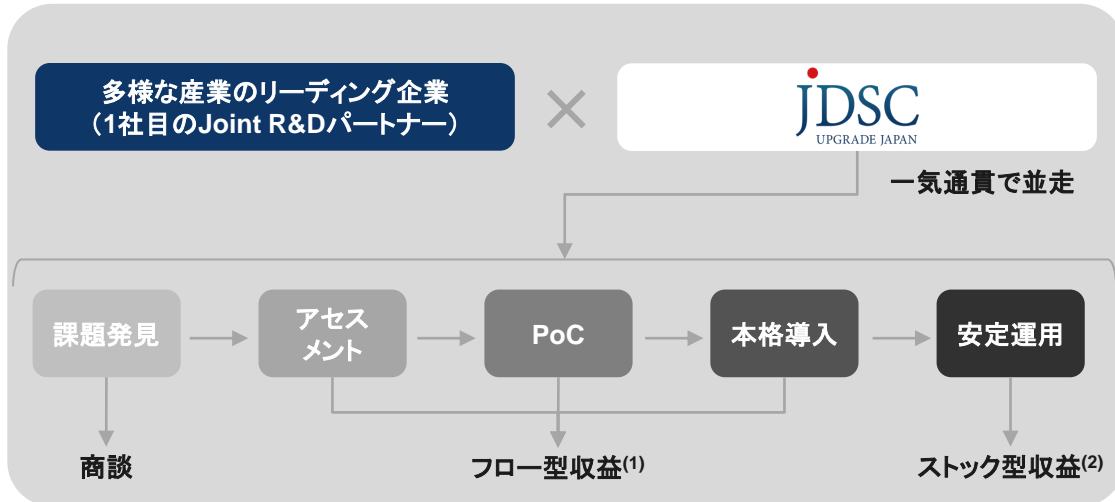 多様な産業のリーディング企業
（1社目のJoint R&Dパートナー）
×
JDSC
UPGRADE JAPAN
一気通貫で並走
課題発見
アセス
メント
PoC
本格導入
安定運用
商談
フロー型収益(1)
ストック型収益(2)